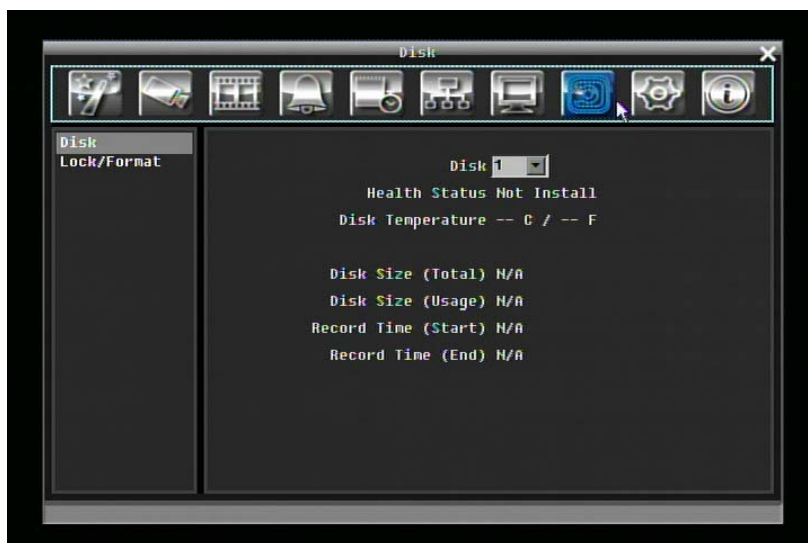 Disk
Disk
Lock/Format
Disk 1
Health Status Not Install
Disk Temperature -- C / -- F
Disk Size (Total) N/A
Disk Size (Usage) N/A
Record Time (Start) N/A
Record Time (End) N/A